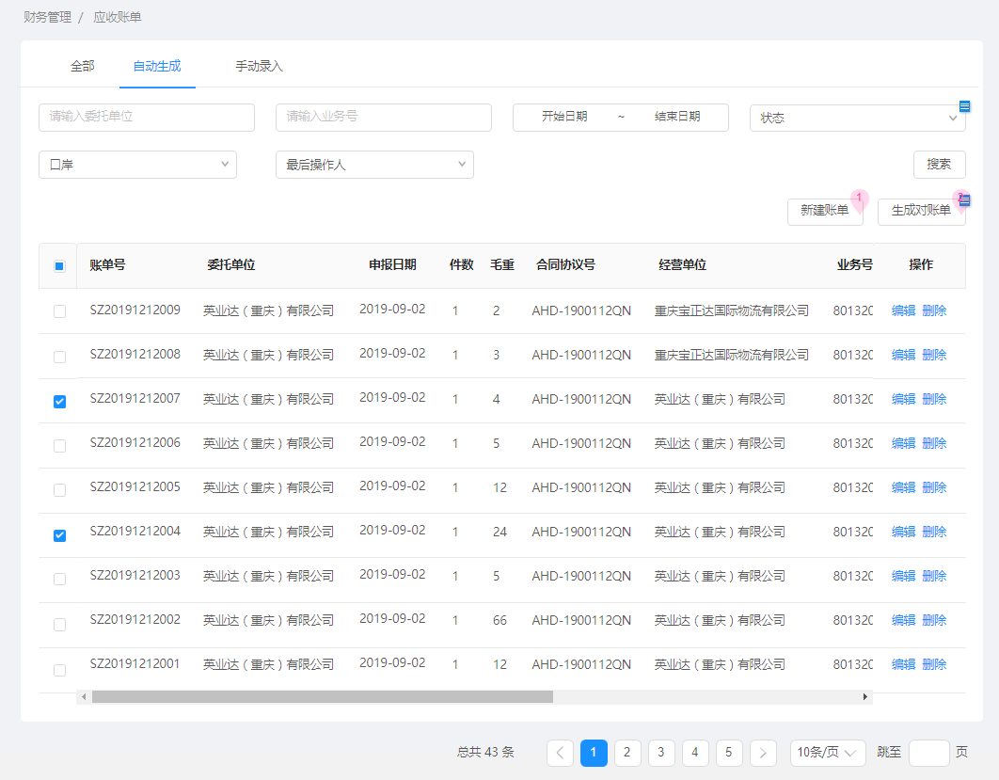 财务管理 / 应收账单
全部 自动生成 手动录入
请输入委托单位 请输入业务号 开始日期 ~ 结束日期 状态
口岸 最后操作人 搜索
新建账单 1 生成对账单
账单号 委托单位 申报日期 件数 毛重 合同协议号 经营单位 业务号 操作
SZ20191212009 英业达（重庆）有限公司 2019-09-02 1 2 AHD-1900112QN 重庆宝正达国际物流有限公司 801320 编辑 删除
SZ20191212008 英业达（重庆）有限公司 2019-09-02 1 3 AHD-1900112QN 重庆宝正达国际物流有限公司 801320 编辑 删除
SZ20191212007 英业达（重庆）有限公司 2019-09-02 1 4 AHD-1900112QN 英业达（重庆）有限公司 801320 编辑 删除
SZ20191212006 英业达（重庆）有限公司 2019-09-02 1 5 AHD-1900112QN 英业达（重庆）有限公司 801320 编辑 删除
SZ20191212005 英业达（重庆）有限公司 2019-09-02 1 12 AHD-1900112QN 英业达（重庆）有限公司 801320 编辑 删除
SZ20191212004 英业达（重庆）有限公司 2019-09-02 1 24 AHD-1900112QN 英业达（重庆）有限公司 801320 编辑 删除
SZ20191212003 英业达（重庆）有限公司 2019-09-02 1 5 AHD-1900112QN 英业达（重庆）有限公司 801320 编辑 删除
SZ20191212002 英业达（重庆）有限公司 2019-09-02 1 66 AHD-1900112QN 英业达（重庆）有限公司 801320 编辑 删除
SZ20191212001 英业达（重庆）有限公司 2019-09-02 1 12 AHD-1900112QN 英业达（重庆）有限公司 801320 编辑 删除
总共 43 条 1 2 3 4 5 10条/页 跳至 页